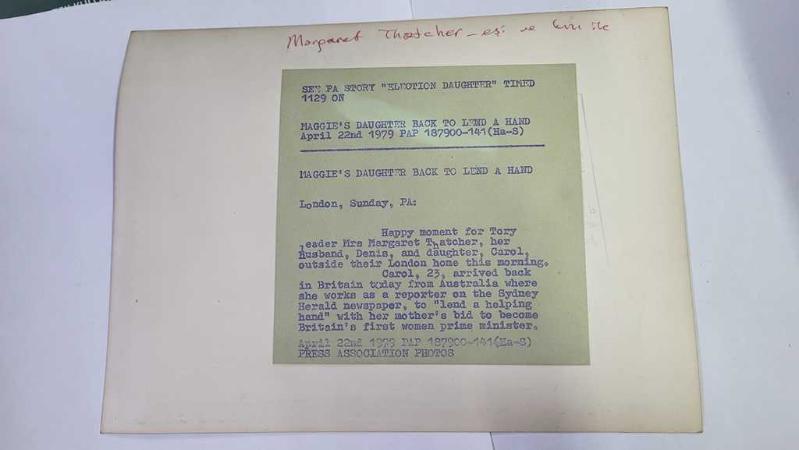 Margaret Thatcher - eşi ve kızı ile
SEE PA STORY "ELECTION DAUGHTER" TIMED
1129 ON
MAGGIE'S DAUGHTER BACK TO LEND A HAND
April 22nd 1979 PAP 187900-141(Ha-S)
MAGGIE'S DAUGHTER BACK TO LEND A HAND
London, Sunday, PA:
Happy moment for Tory
leader Mrs Margaret Thatcher, her
Husband, Denis, and daughter, Carol,
outside their London home this morning.
Carol, 23, arrived back
in Britain today from Australia where
she works as a reporter on the Sydney
Herald newspaper, to "lend a helping
hand" with her mother's bid to become
Britain's first women prime minister.
April 22nd 1979 PAP 187900-141(Ha-S)
PRESS ASSOCIATION PHOTOS